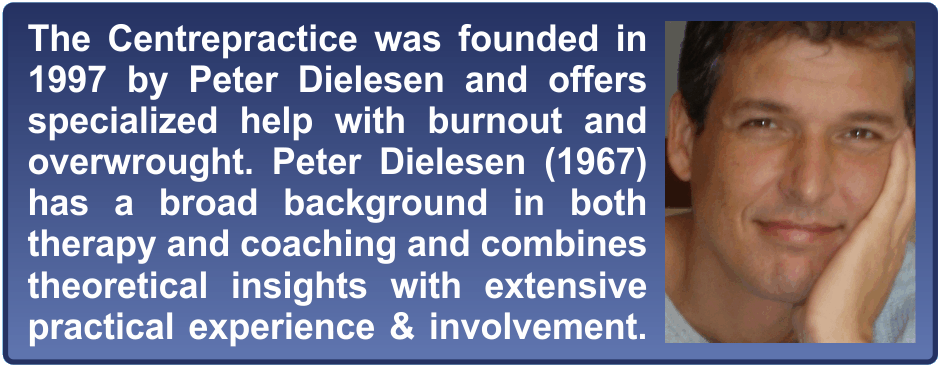 The Centrepractice was founded in
1997 by Peter Dielesen and offers
specialized help with burnout and
overwrought. Peter Dielesen (1967)
has a broad background in both
therapy and coaching and combines
theoretical insights with extensive
practical experience & involvement.